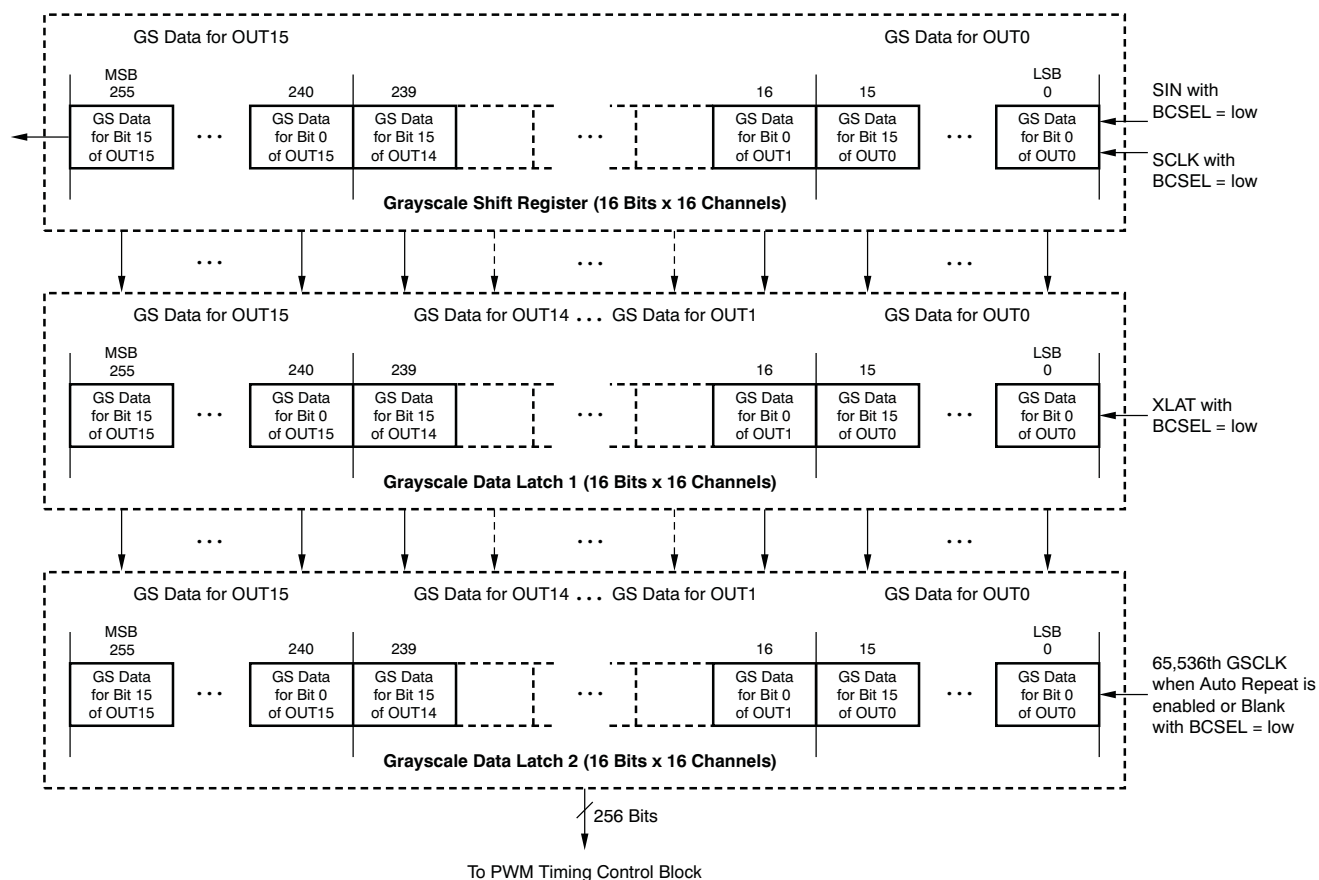 GS Data for OUT15
GS Data for OUT0
MSB
255
240
239
16
15
LSB
0
GS Data
for Bit 15
of OUT15
...
GS Data
for Bit 0
of OUT15
GS Data
for Bit 15
of OUT14
...
GS Data
for Bit 0
of OUT1
GS Data
for Bit 15
of OUT0
...
GS Data
for Bit 0
of OUT0
SIN with
BCSEL = low
SCLK with
BCSEL = low
Grayscale Shift Register (16 Bits x 16 Channels)
...
...
...
GS Data for OUT15
GS Data for OUT14 ... GS Data for OUT1
GS Data for OUT0
MSB
255
240
239
16
15
LSB
0
GS Data
for Bit 15
of OUT15
...
GS Data
for Bit 0
of OUT15
GS Data
for Bit 15
of OUT14
...
GS Data
for Bit 0
of OUT1
GS Data
for Bit 15
of OUT0
...
GS Data
for Bit 0
of OUT0
XLAT with
BCSEL = low
Grayscale Data Latch 1 (16 Bits x 16 Channels)
...
...
...
GS Data for OUT15
GS Data for OUT14 ... GS Data for OUT1
GS Data for OUT0
MSB
255
240
239
16
15
LSB
0
GS Data
for Bit 15
of OUT15
...
GS Data
for Bit 0
of OUT15
GS Data
for Bit 15
of OUT14
...
GS Data
for Bit 0
of OUT1
GS Data
for Bit 15
of OUT0
...
GS Data
for Bit 0
of OUT0
65,536th GSCLK
when Auto Repeat is
enabled or Blank
with BCSEL = low
Grayscale Data Latch 2 (16 Bits x 16 Channels)
256 Bits
To PWM Timing Control Block